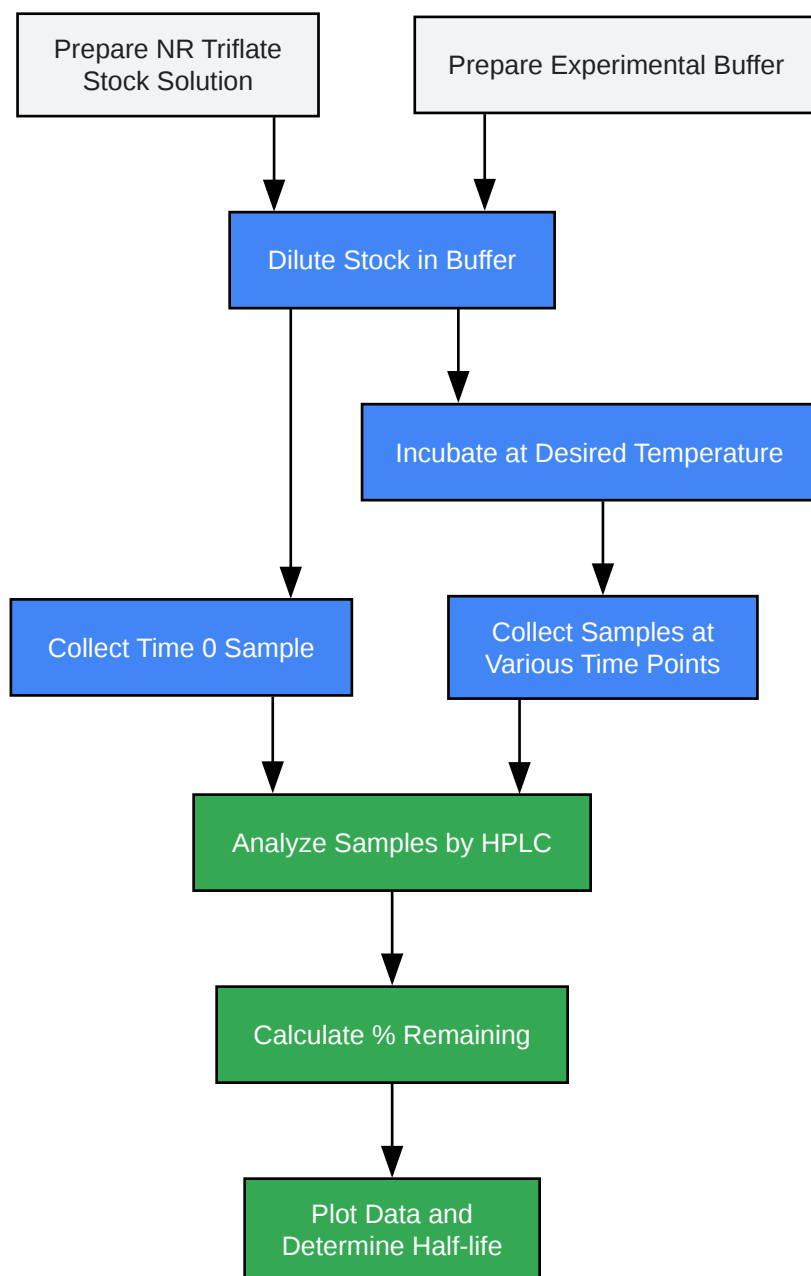 Prepare NR Triflate
Stock Solution
Prepare Experimental Buffer
Dilute Stock in Buffer
Incubate at Desired Temperature
Collect Time 0 Sample
Collect Samples at
Various Time Points
Analyze Samples by HPLC
Calculate % Remaining
Plot Data and
Determine Half-life